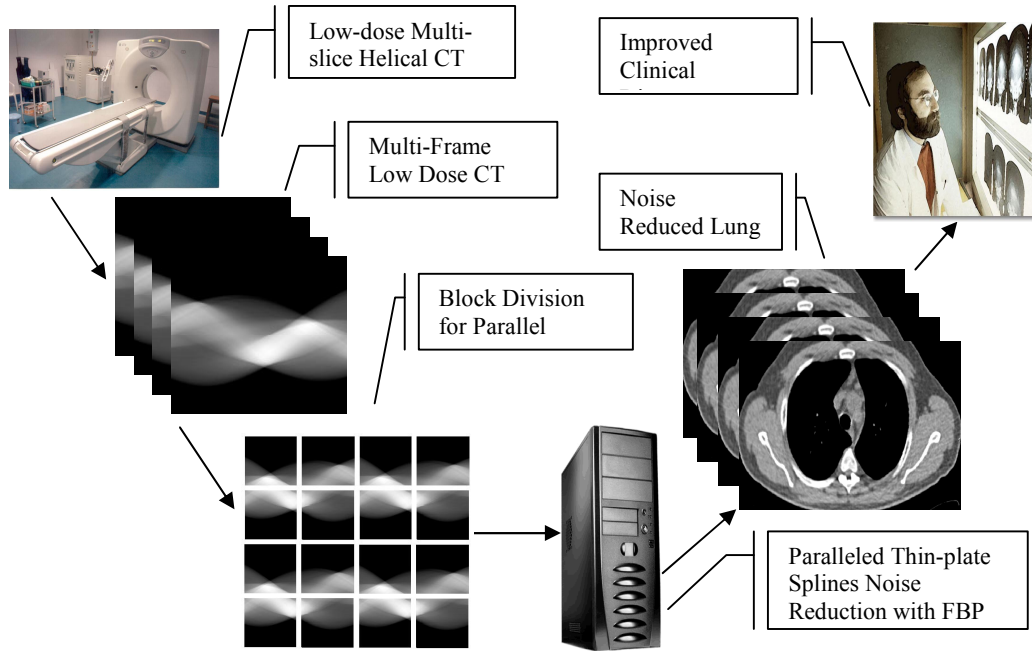 Low-dose Multi-
slice Helical CT
Improved
Clinical
Multi-Frame
Low Dose CT
Noise
Reduced Lung
Block Division
for Parallel
Paralleled Thin-plate
Splines Noise
Reduction with FBP